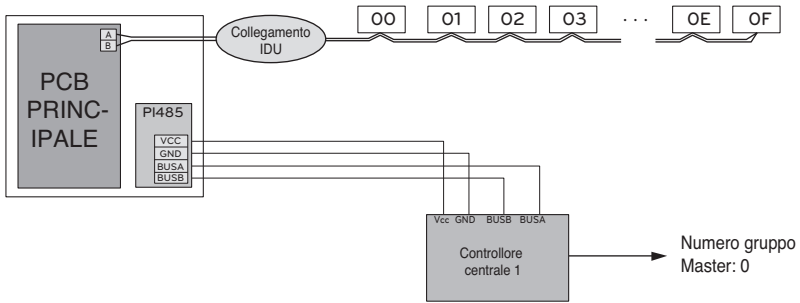 00 01 02 03 ... 0E 0F
A
B
Collegamento
IDU
PCB
PRINC-
IPALE
PI485
VCC
GND
BUSA
BUSB
Vcc GND BUSB BUSA
Controllore
centrale 1
Numero gruppo
Master: 0